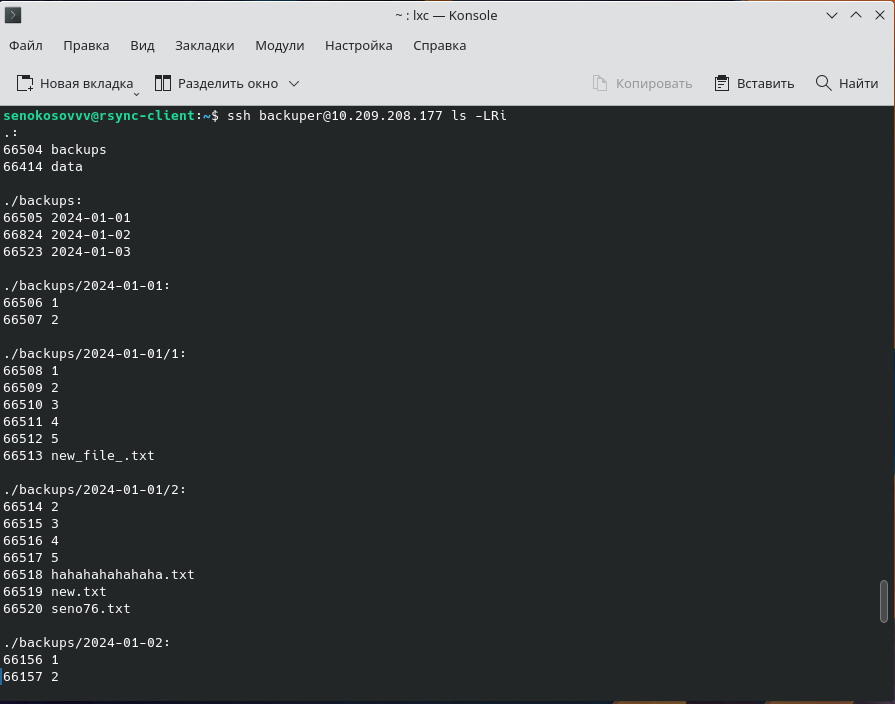 ~ : lxc — Konsole
Файл Правка Вид Закладки Модули Настройка Справка
Новая вкладка Разделить окно Копировать Вставить Найти
senokosovvv@rsync-client:~$ ssh backuper@10.209.208.177 ls -LRi
.:
66504 backups
66414 data
./backups:
66505 2024-01-01
66824 2024-01-02
66523 2024-01-03
./backups/2024-01-01:
66506 1
66507 2
./backups/2024-01-01/1:
66508 1
66509 2
66510 3
66511 4
66512 5
66513 new_file_.txt
./backups/2024-01-01/2:
66514 2
66515 3
66516 4
66517 5
66518 hahahahahahaha.txt
66519 new.txt
66520 seno76.txt
./backups/2024-01-02:
66156 1
66157 2